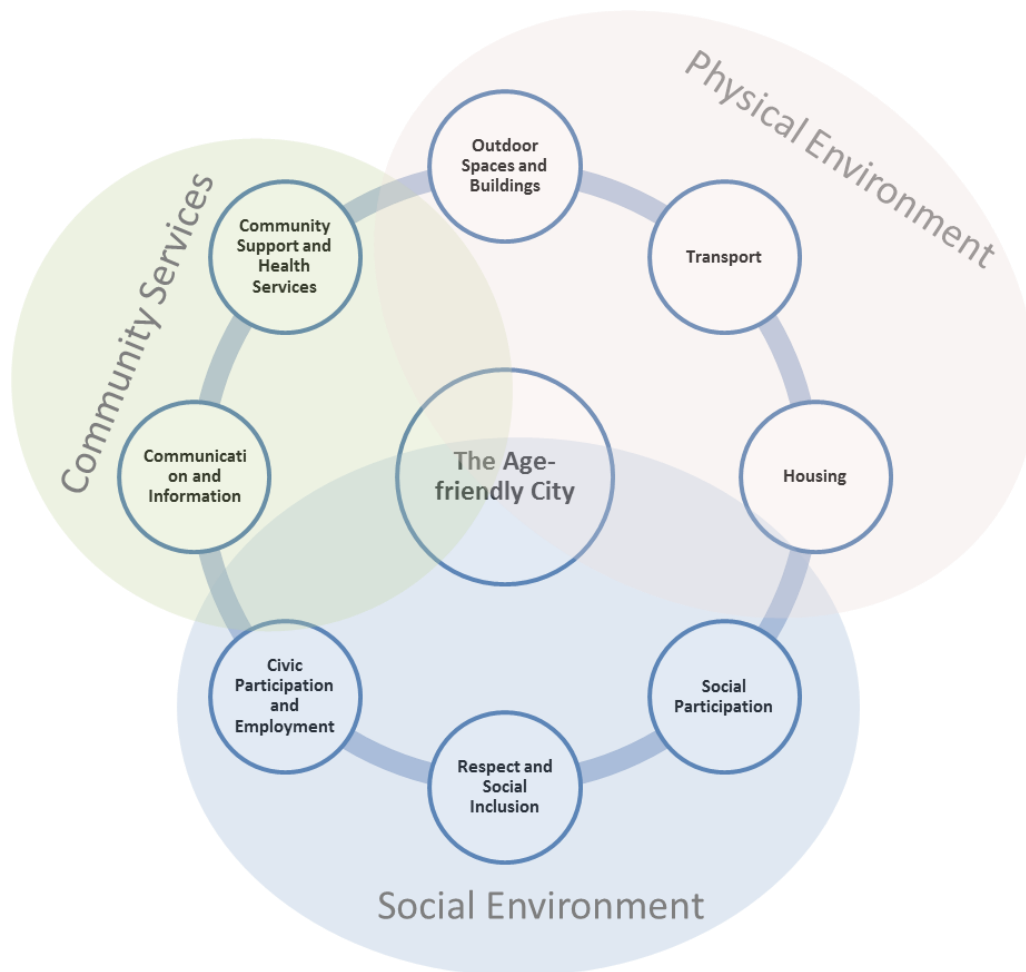 Physical Environment
Outdoor
Spaces and
Buildings
Community
Support and
Health
Services
Transport
Community Services
The Age-
friendly City
Communicati
on and
Information
Housing
Civic
Participation
and
Employment
Social
Participation
Respect and
Social
Inclusion
Social Environment